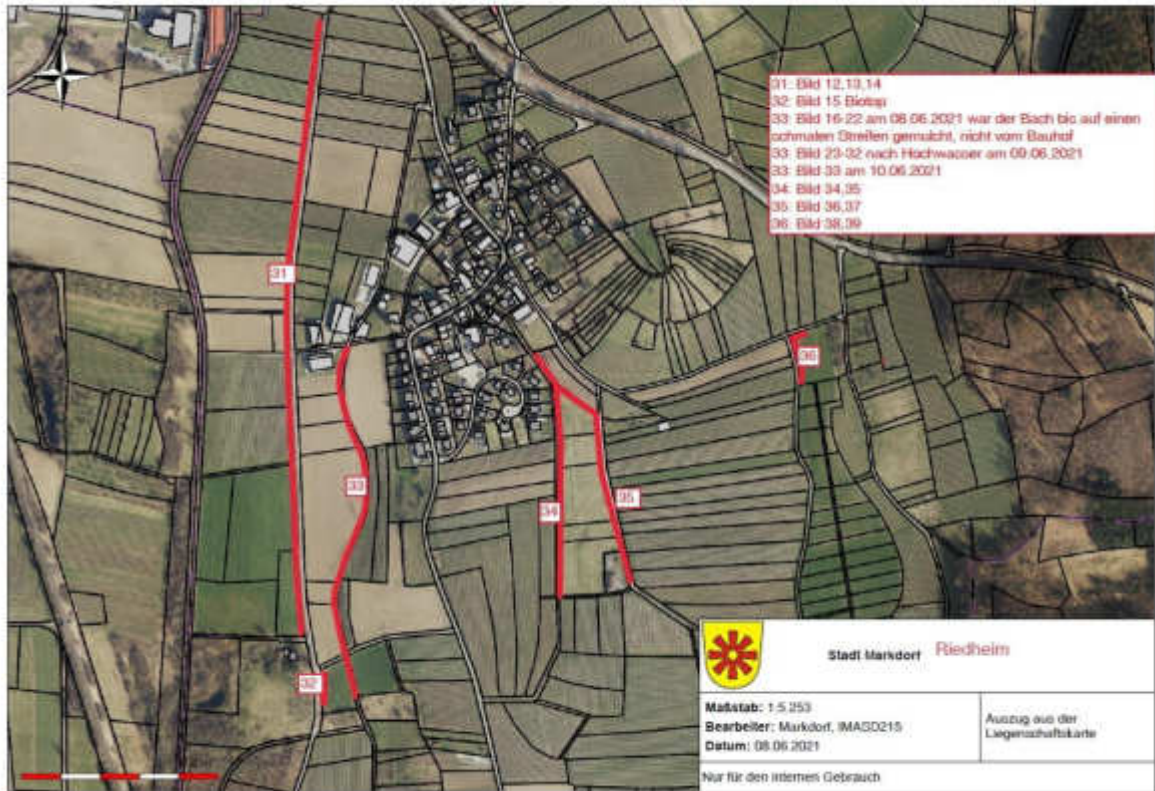 31: Bild 12,13,14
32: Bild 15 Biotop
33: Bild 16-22 am 08.06.2021 war der Bach bis auf einen
schmalen Streifen gemulcht, nicht vom Bauhof
33: Bild 23-32 nach Hochwasser am 09.06.2021
33: Bild 33 am 10.06.2021
34: Bild 34,35
35: Bild 36,37
36: Bild 38,39
31
36
33
35
34
32
Stadt Markdorf Riedheim
Maßstab: 1:5.253
Bearbeiter: Markdorf, IMASD215
Datum: 08.06.2021
Auszug aus der
Liegenschaftskarte
Nur für den internen Gebrauch